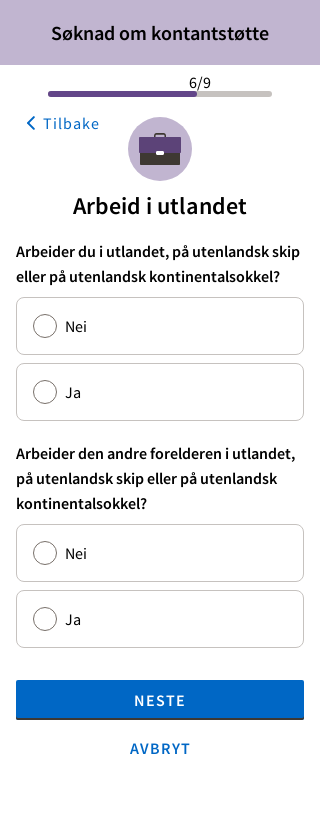 Søknad om kontantstøtte
6/9
Tilbake
Arbeid i utlandet
Arbeider du i utlandet, på utenlandsk skip
eller på utenlandsk kontinentalsokkel?
Nei
Ja
Arbeider den andre forelderen i utlandet,
på utenlandsk skip eller på utenlandsk
kontinentalsokkel?
Nei
Ja
NESTE
AVBRYT